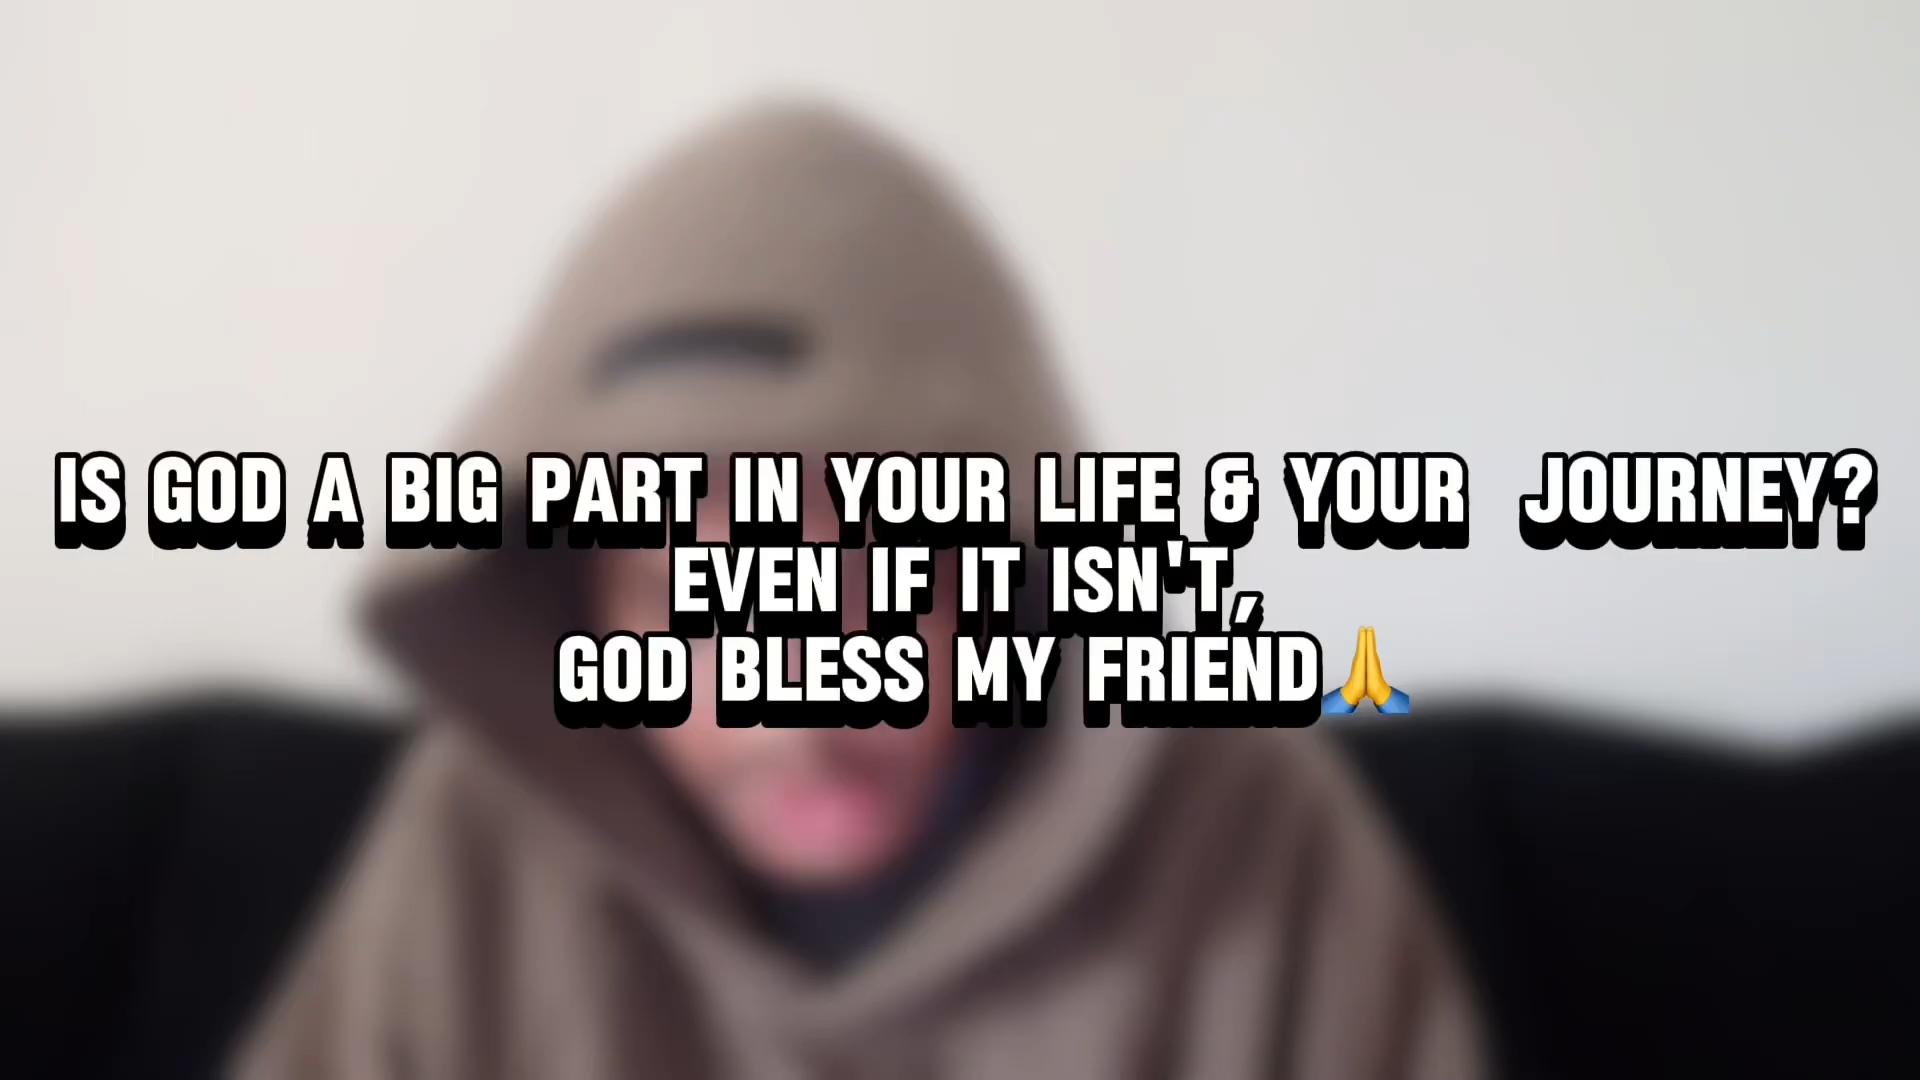 IS GOD A BIG PART IN YOUR LIFE & YOUR JOURNEY?
EVEN IF IT ISN'T,
GOD BLESS MY FRIEND🙏